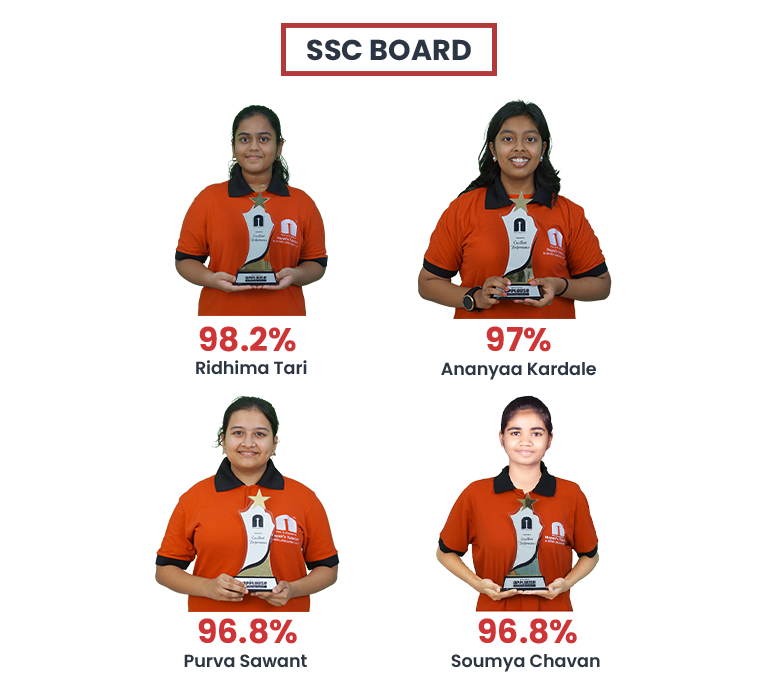 SSC BOARD
98.2%
Ridhima Tari
97%
Ananyaa Kardale
96.8%
Purva Sawant
96.8%
Soumya Chavan